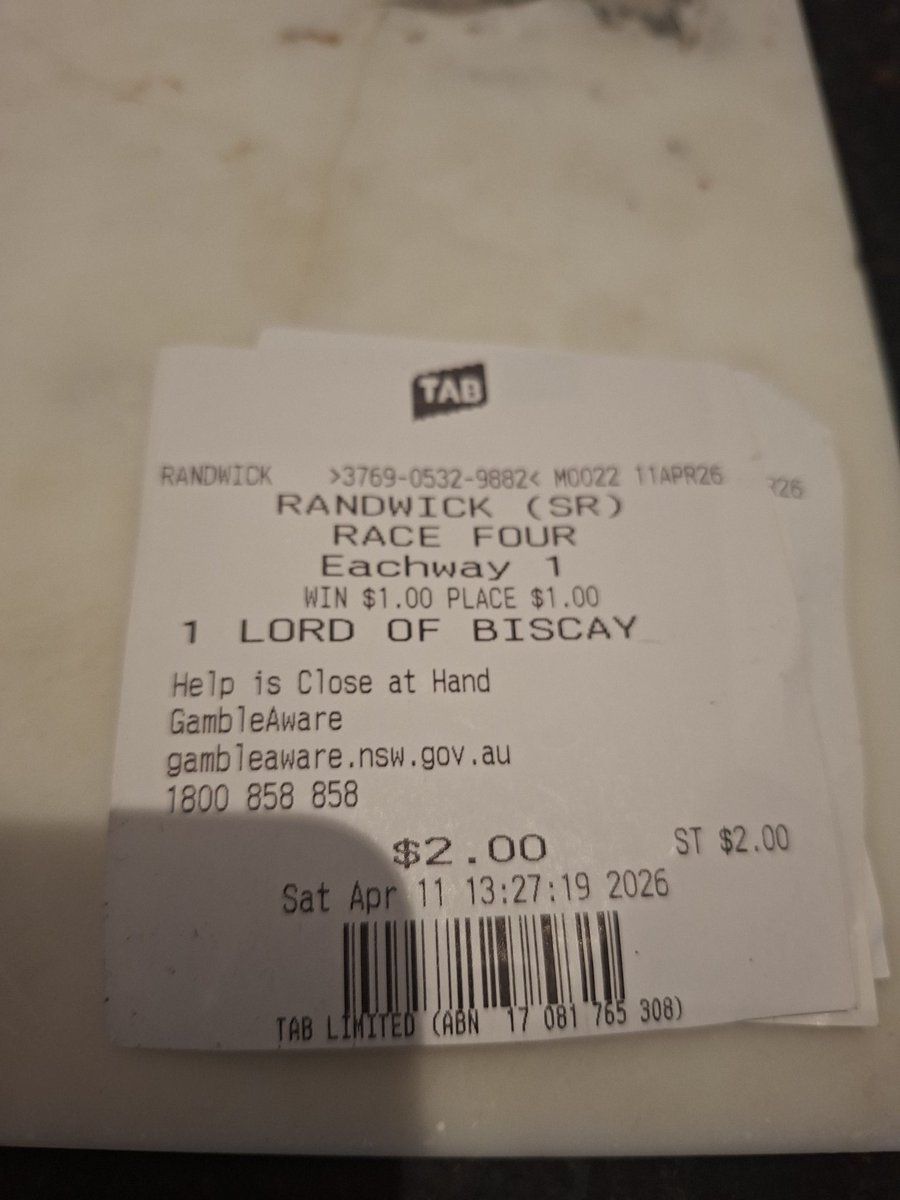 TAB
RANDWICK >3769-0532-9882< M0022 11APR26
RANDWICK (SR)
RACE FOUR
Eachway 1
WIN $1.00 PLACE $1.00
1 LORD OF BISCAY
Help is Close at Hand
GambleAware
gambleaware.nsw.gov.au
1800 858 858
$2.00 ST $2.00
Sat Apr 11 13:27:19 2026
TAB LIMITED (ABN 17 081 765 308)